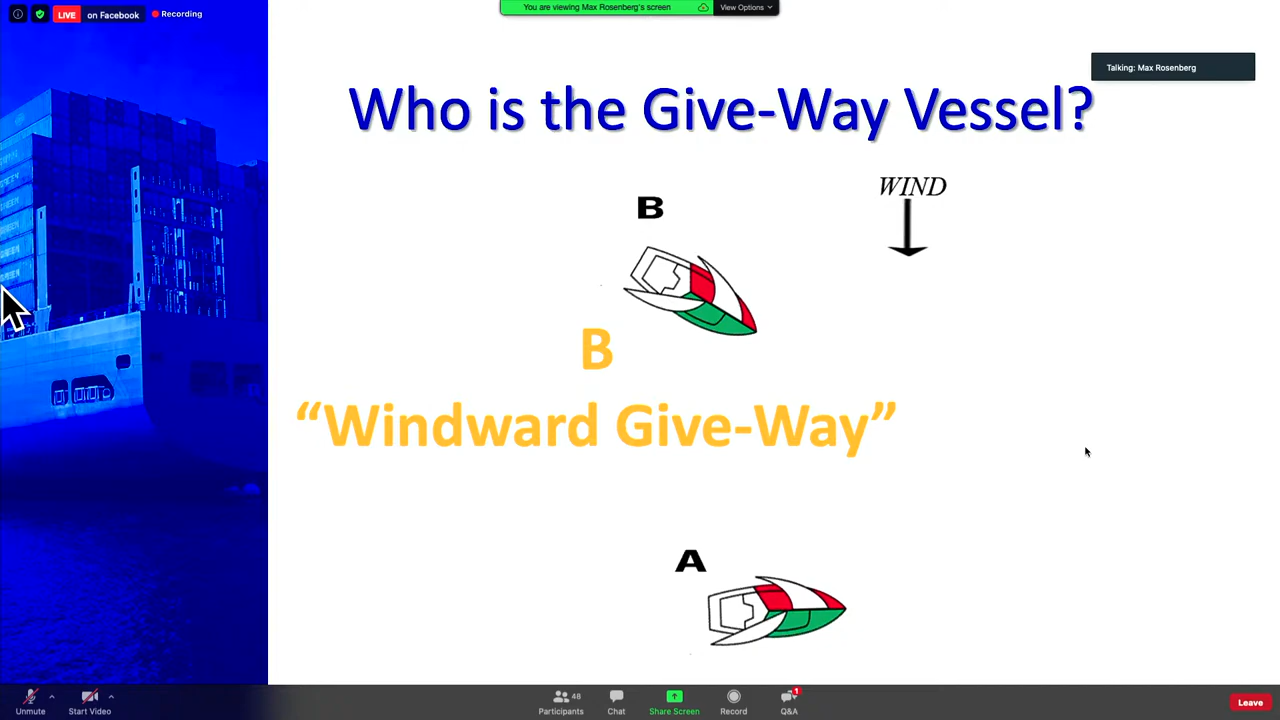 LIVE on Facebook Recording
You are viewing Max Rosenberg's screen View Options
Talking: Max Rosenberg
Who is the Give-Way Vessel?
WIND
B
B
“Windward Give-Way”
A
Unmute Start Video Participants 48 Chat Share Screen Record Q&A 1 Leave